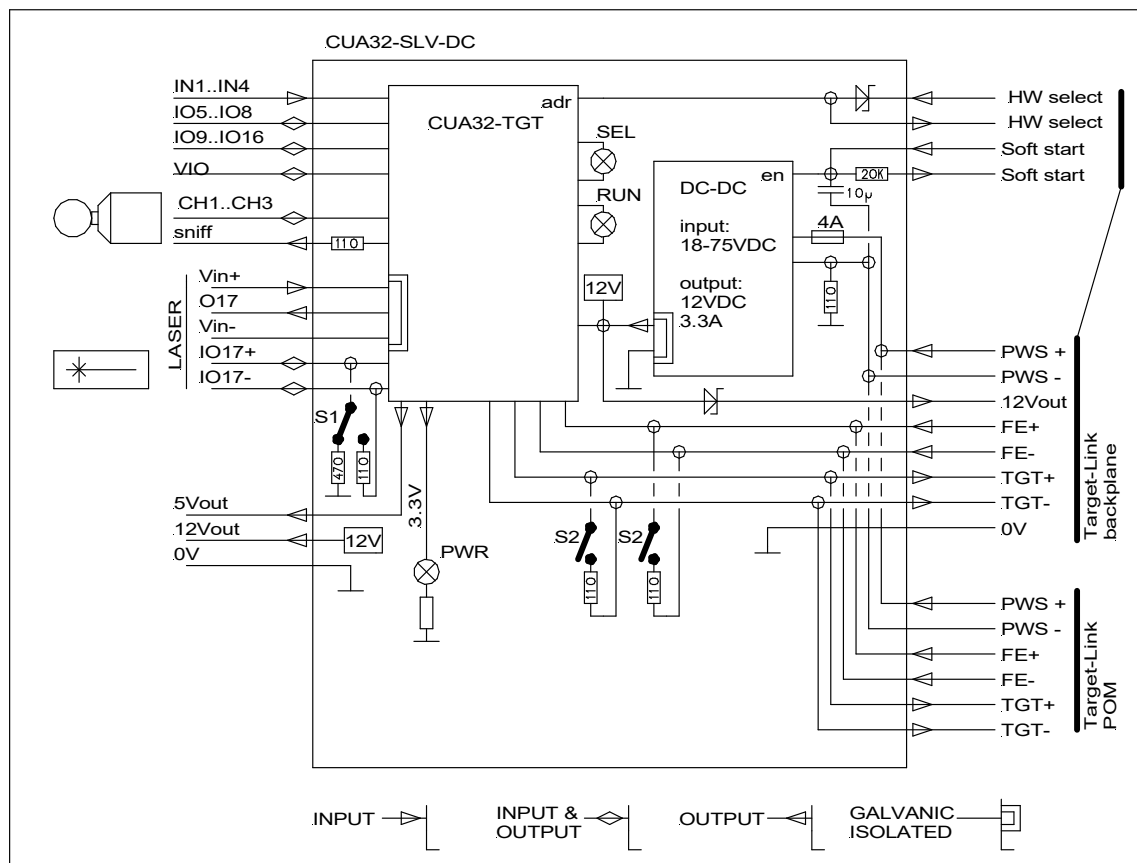 CUA32-SLV-DC
IN1..IN4
IO5..IO8
IO9..IO16
VIO
CH1..CH3
sniff
110
LASER
Vin+
O17
Vin-
IO17+
IO17-
S1
470
110
5Vout
12Vout
0V
12V
3.3V
PWR
adr
CUA32-TGT
SEL
RUN
12V
en
DC-DC
input:
18-75VDC
output:
12VDC
3.3A
20K
10µ
4A
110
S2
S2
110
110
HW select
HW select
Soft start
Soft start
PWS +
PWS -
12Vout
FE+
FE-
TGT+
TGT-
0V
Target-Link
backplane
PWS +
PWS -
FE+
FE-
TGT+
TGT-
Target-Link
POM
INPUT
INPUT &
OUTPUT
OUTPUT
GALVANIC
ISOLATED